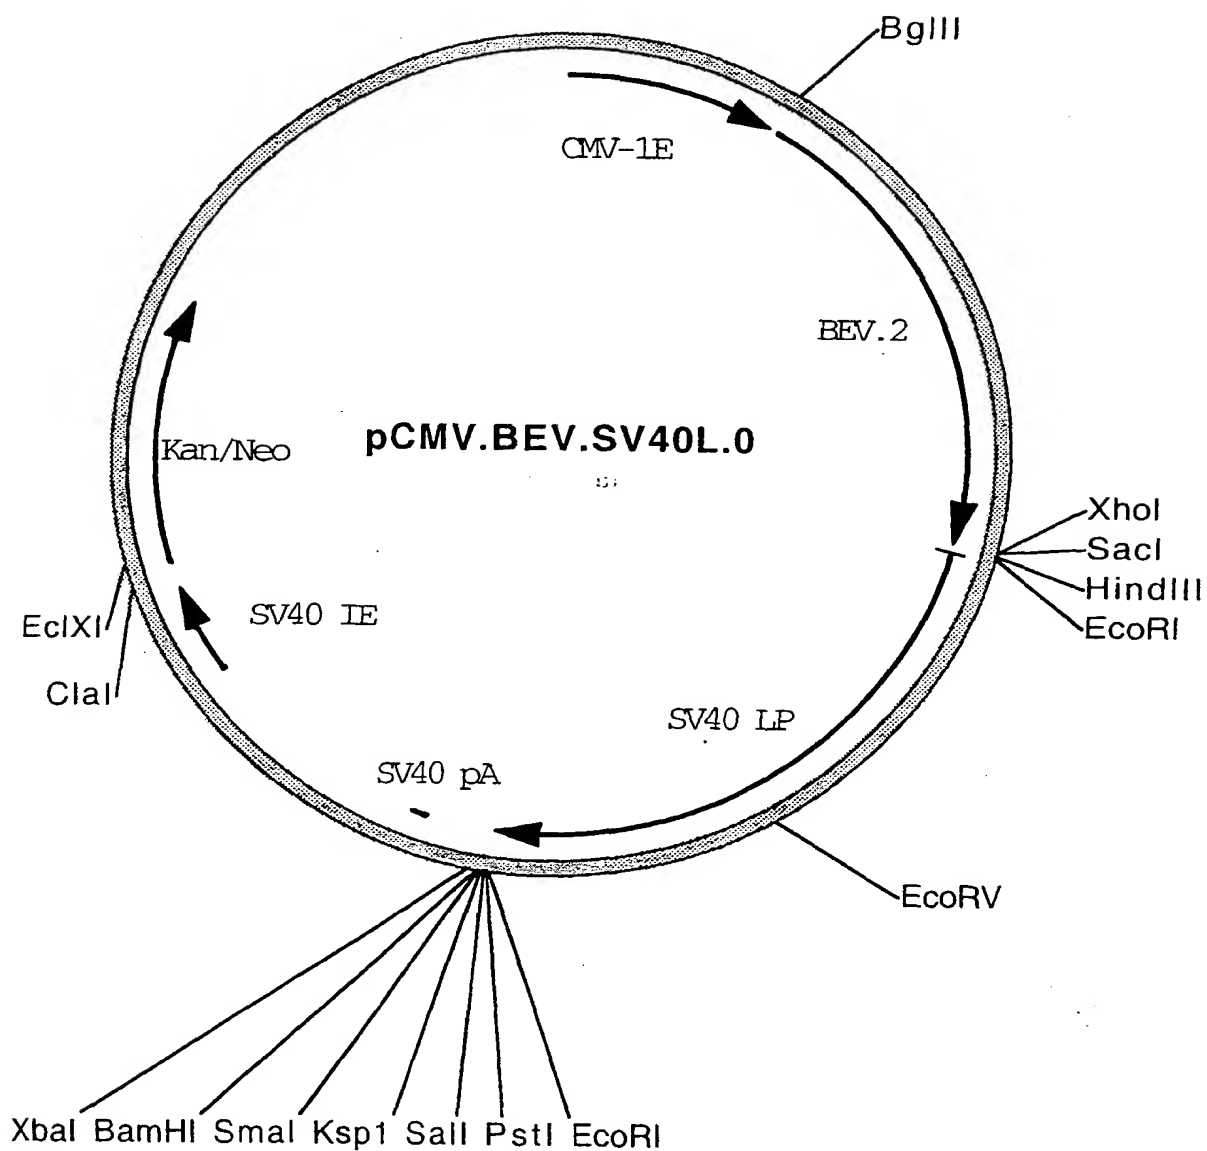 BglII
CMV-1E
BEV.2
Kan/Neo
pCMV.BEV.SV40L.0
XhoI
SacI
HindIII
EcoRI
EclXI
SV40 IE
ClaI
SV40 LP
SV40 pA
EcoRV
XbaI BamHI SmaI Ksp1 SalI PstI EcoRI